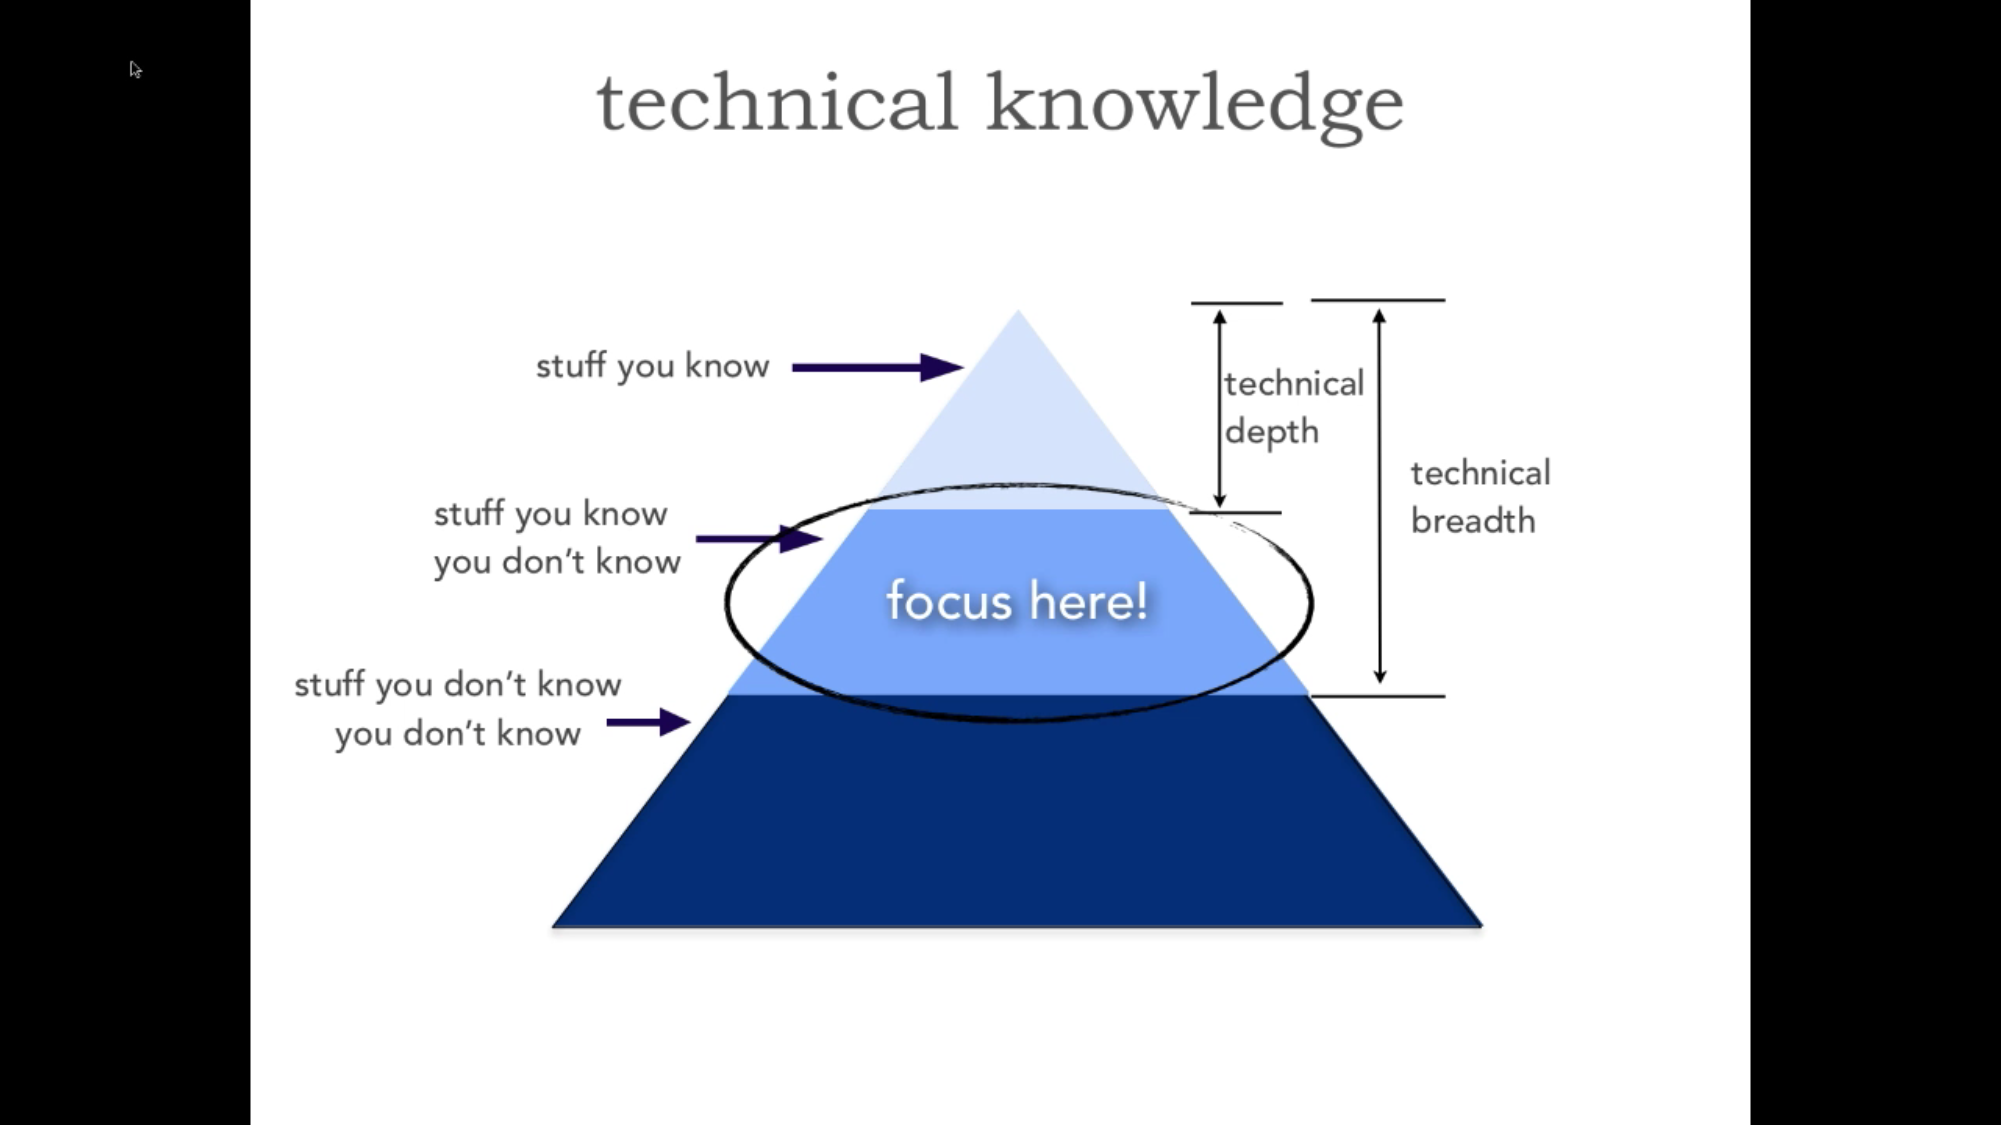 technical knowledge
stuff you know
technical
depth
technical
breadth
stuff you know
you don't know
focus here!
stuff you don't know
you don't know